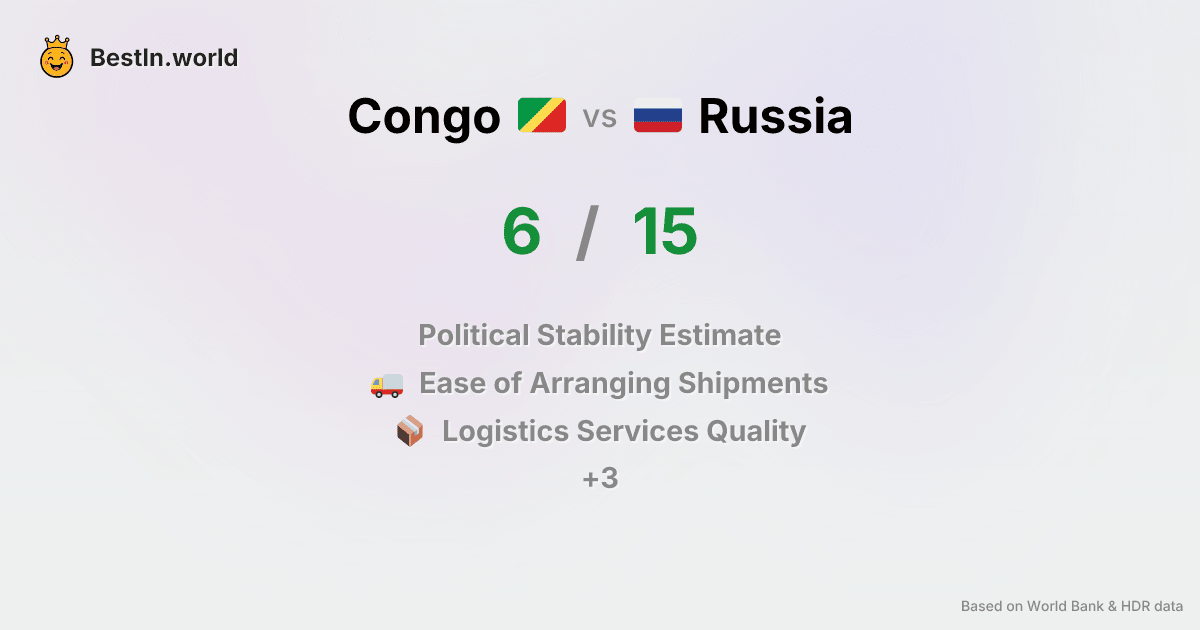 BestIn.world
Congo vs Russia
6 / 15
Political Stability Estimate
Ease of Arranging Shipments
Logistics Services Quality
+3
Based on World Bank & HDR data